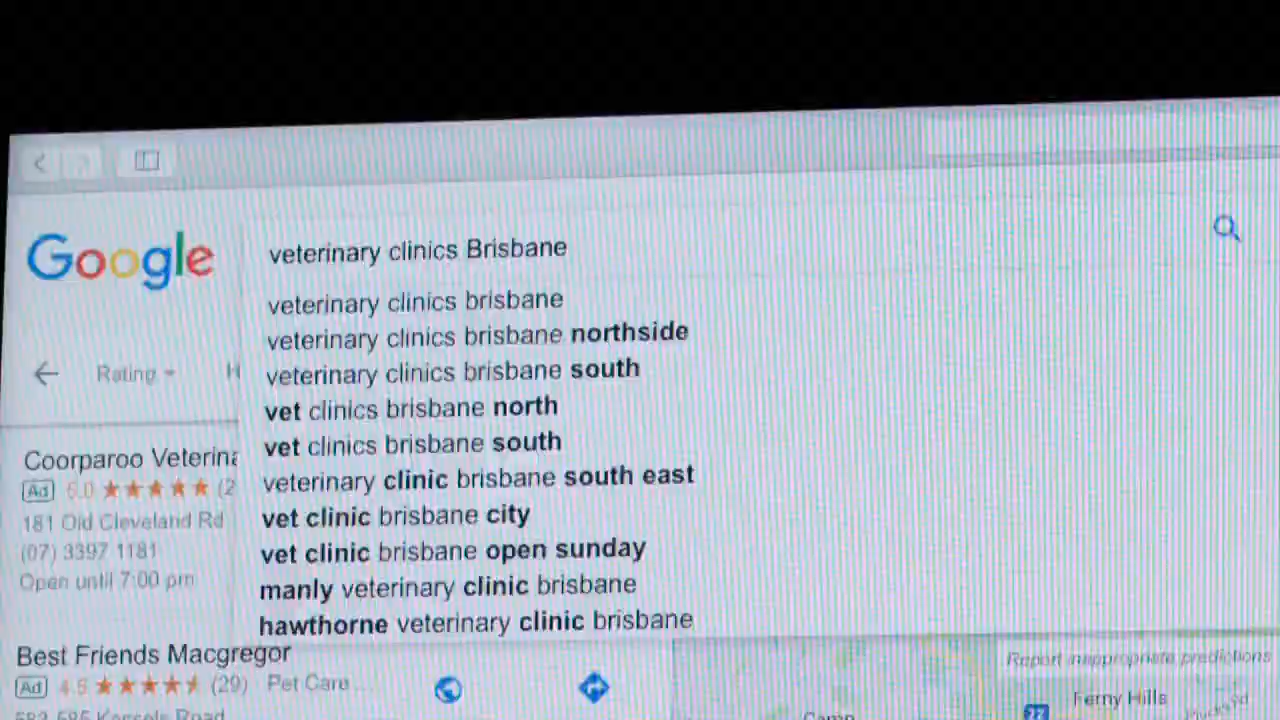 Google
veterinary clinics Brisbane
veterinary clinics brisbane
veterinary clinics brisbane northside
veterinary clinics brisbane south
vet clinics brisbane north
vet clinics brisbane south
veterinary clinic brisbane south east
vet clinic brisbane city
vet clinic brisbane open sunday
manly veterinary clinic brisbane
hawthorne veterinary clinic brisbane
Rating
H
Coorparoo Veterina
Ad 5.0 (2
181 Old Cleveland Rd
(07) 3397 1181
Open until 7:00 pm
Best Friends Macgregor
Ad 4.5 (29) · Pet Care ...
Report inappropriate predictions
Ferny Hills
22
Camp